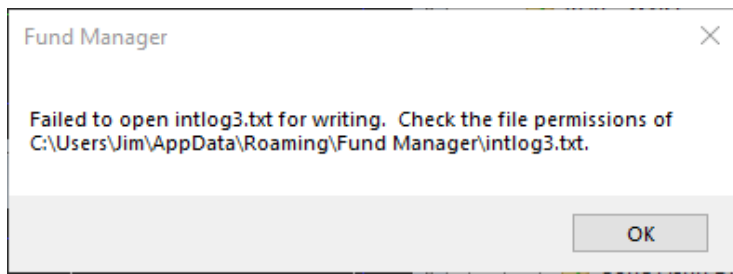 Fund Manager
Failed to open intlog3.txt for writing.  Check the file permissions of
C:\Users\Jim\AppData\Roaming\Fund Manager\intlog3.txt.
OK